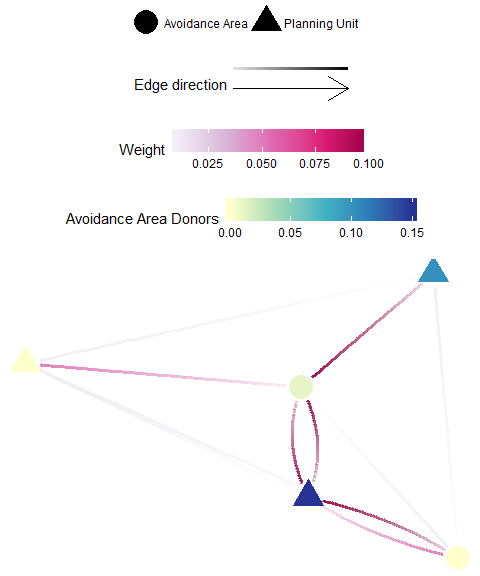 Avoidance Area Planning Unit
Edge direction
Weight
0.025 0.050 0.075 0.100
Avoidance Area Donors
0.00 0.05 0.10 0.15